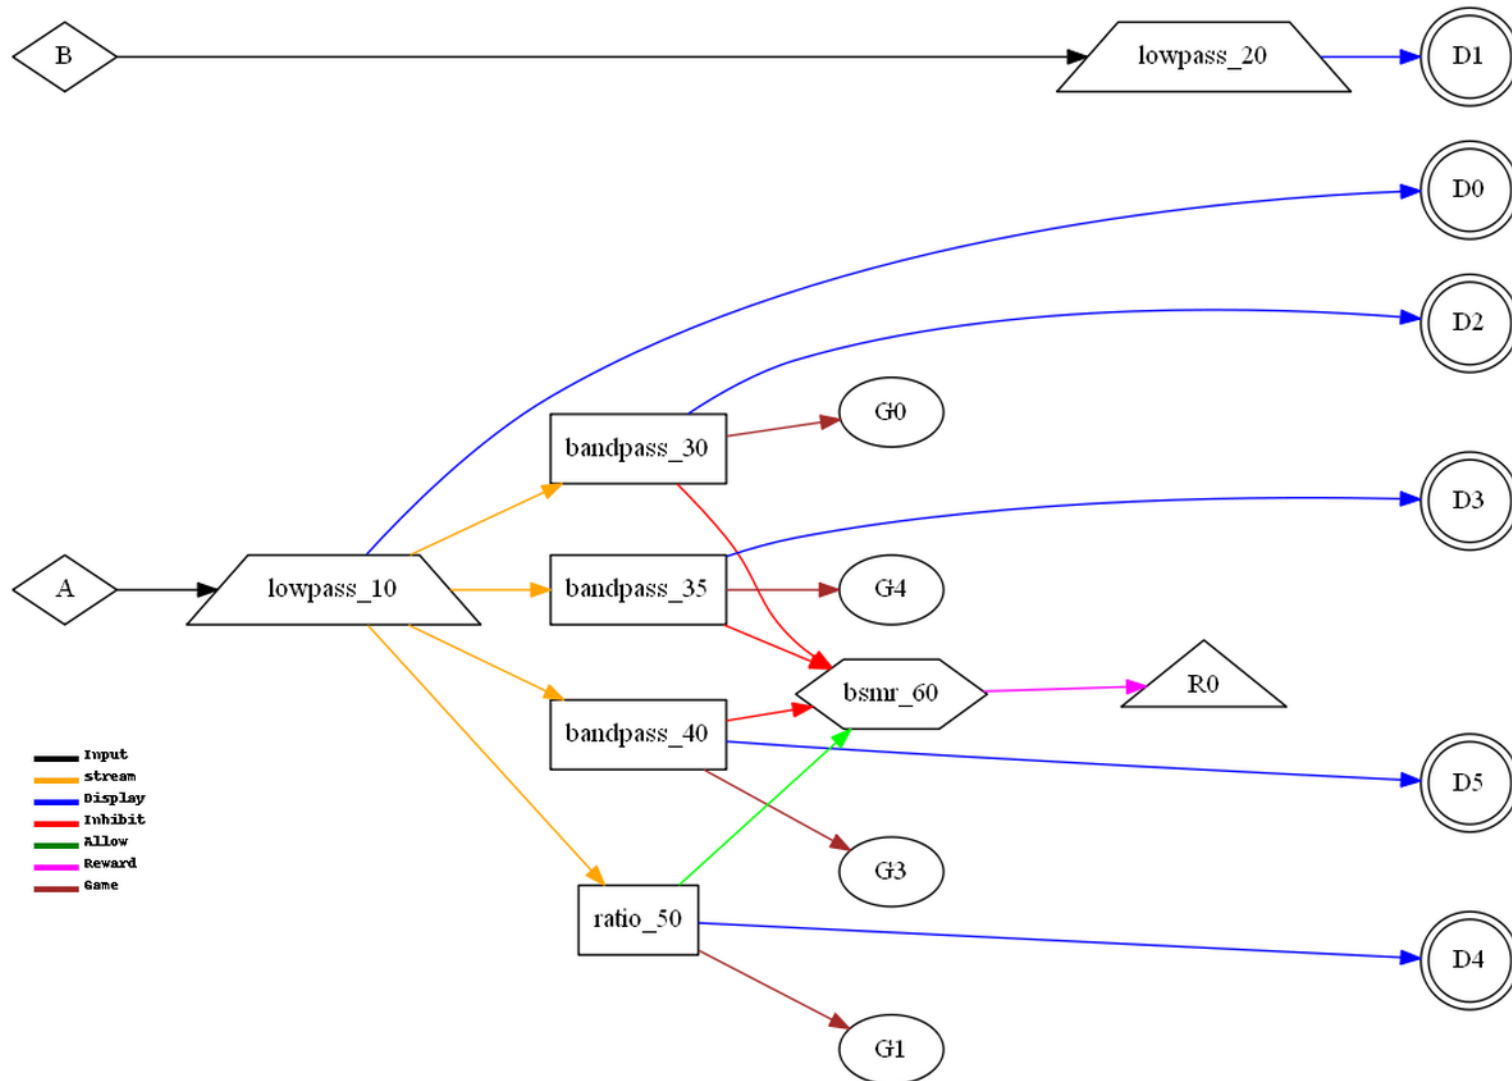 B
lowpass_20
D1
D0
D2
G0
bandpass_30
D3
A
lowpass_10
bandpass_35
G4
bsmr_60
R0
bandpass_40
D5
Input
stream
Display
Inhibit
Allow
Reward
Game
G3
ratio_50
D4
G1